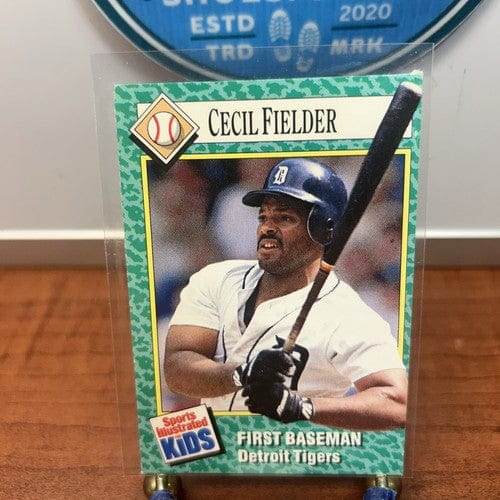 ESTD 2020
TRD MRK
CECIL FIELDER
D
Sports
Illustrated
KiDS
FIRST BASEMAN
Detroit Tigers